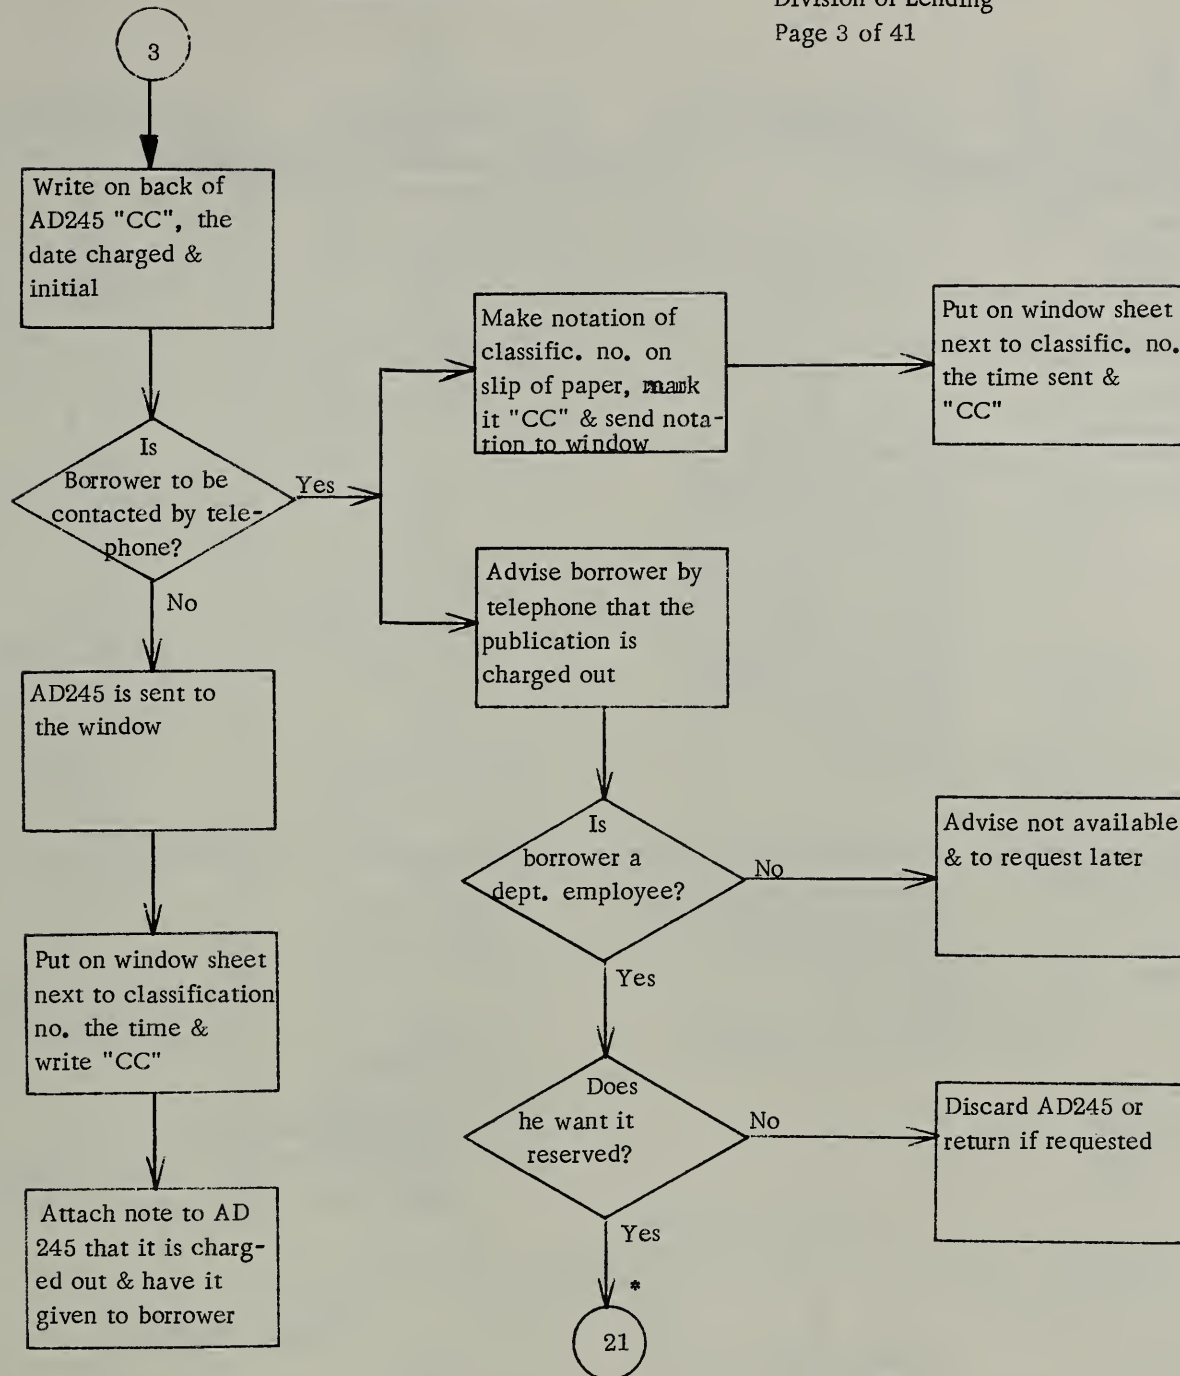 Division of Lending
Page 3 of 41
3
Write on back of
AD245 "CC", the
date charged &
initial
Is
Borrower to be
contacted by tele-
phone?
Yes
No
Make notation of
classific. no. on
slip of paper, mark
it "CC" & send nota-
tion to window
Put on window sheet
next to classific. no.
the time sent &
"CC"
Advise borrower by
telephone that the
publication is
charged out
AD245 is sent to
the window
Is
borrower a
dept. employee?
No
Yes
Advise not available
& to request later
Put on window sheet
next to classification
no. the time &
write "CC"
Does
he want it
reserved?
No
Yes
Discard AD245 or
return if requested
Attach note to AD
245 that it is charg-
ed out & have it
given to borrower
*
21